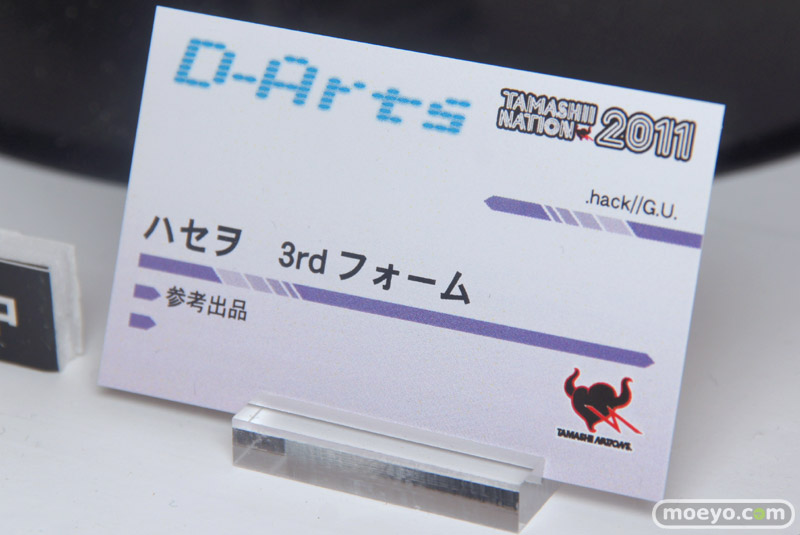 D-Arts
TAMASHII
NATION 2011
.hack//G.U.
ハセヲ 3rd フォーム
参考出品
TAMASHII NATIONS
moeyo.com